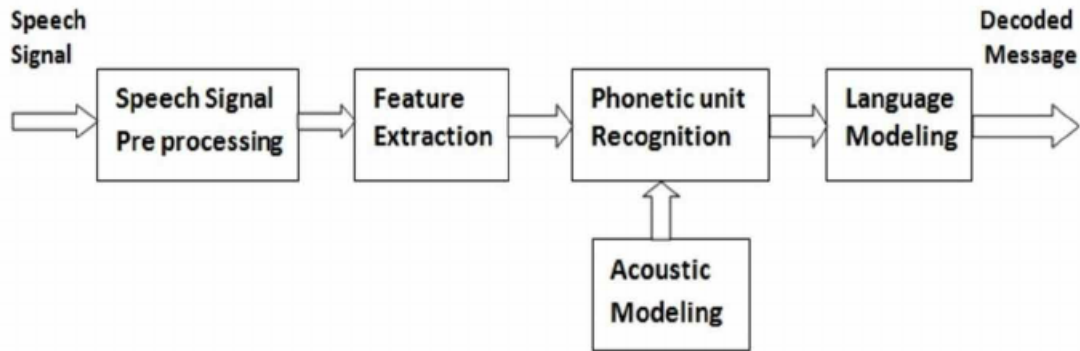 Speech
Signal
Decoded
Message
Speech Signal
Pre processing
Feature
Extraction
Phonetic unit
Recognition
Language
Modeling
Acoustic
Modeling